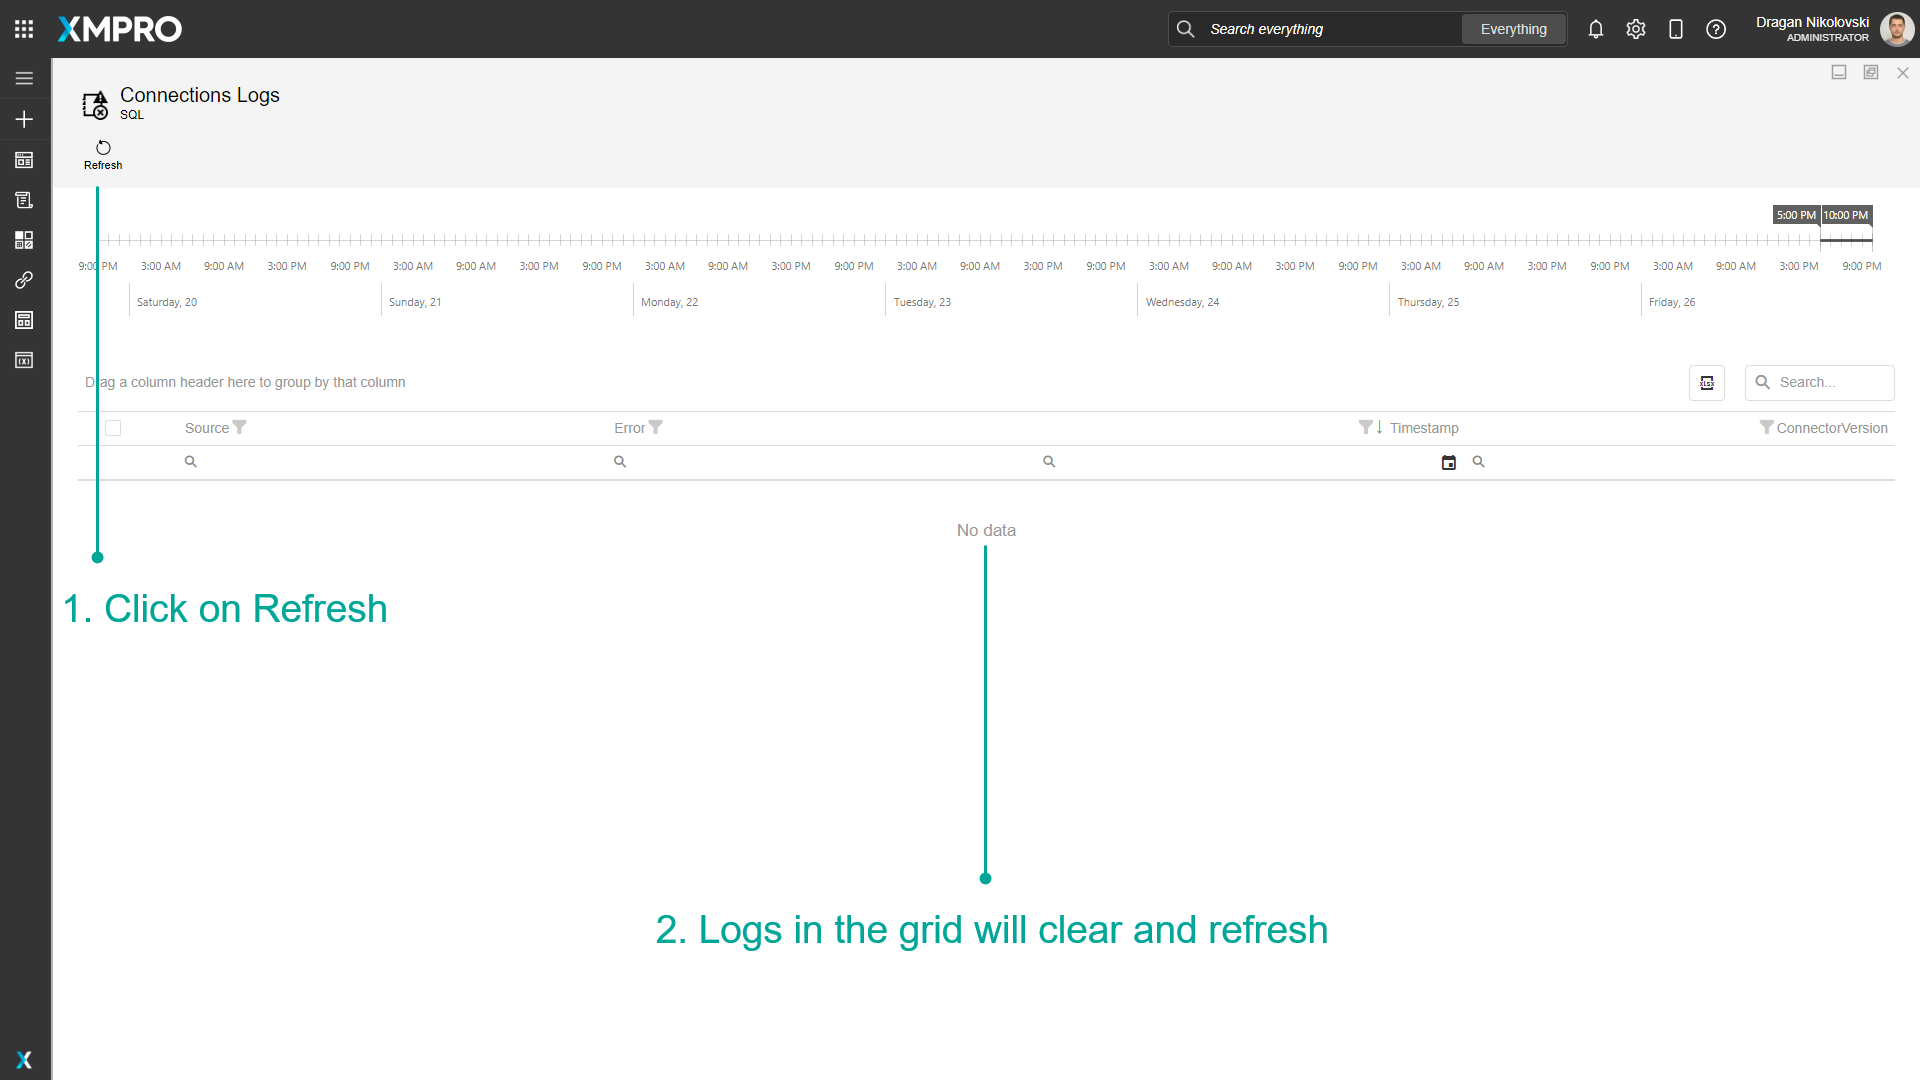 XMPRO
Search everything
Everything
Dragan Nikolovski
ADMINISTRATOR
Connections Logs
SQL
Refresh
5:00 PM 10:00 PM
9:00 PM 3:00 AM 9:00 AM 3:00 PM 9:00 PM 3:00 AM 9:00 AM 3:00 PM 9:00 PM 3:00 AM 9:00 AM 3:00 PM 9:00 PM 3:00 AM 9:00 AM 3:00 PM 9:00 PM 3:00 AM 9:00 AM 3:00 PM 9:00 PM 3:00 AM 9:00 AM 3:00 PM 9:00 PM 3:00 AM 9:00 AM 3:00 PM 9:00 PM
Saturday, 20 Sunday, 21 Monday, 22 Tuesday, 23 Wednesday, 24 Thursday, 25 Friday, 26
Drag a column header here to group by that column
XLSX
Search...
Source Error Timestamp ConnectorVersion
No data
1. Click on Refresh
2. Logs in the grid will clear and refresh